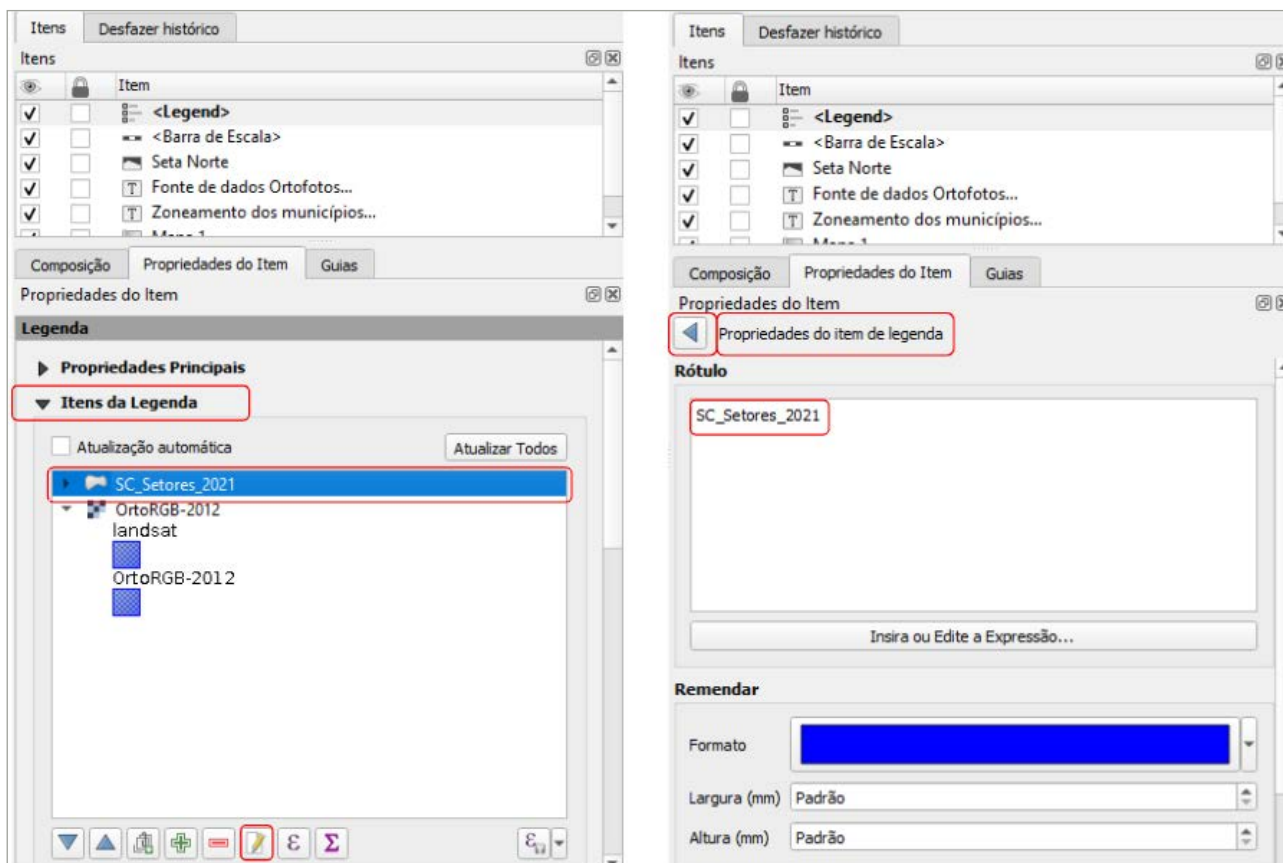 Itens Desfazer histórico
Itens
Item
<Legend>
<Barra de Escala>
Seta Norte
T Fonte de dados Ortofotos...
T Zoneamento dos municípios...
Composição Propriedades do Item Guias
Propriedades do Item
Legenda
Propriedades Principais
Itens da Legenda
Atualização automática Atualizar Todos
SC_Setores_2021
OrtoRGB-2012
landsat
OrtoRGB-2012
ε Σ ε
Itens Desfazer histórico
Itens
Item
<Legend>
<Barra de Escala>
Seta Norte
T Fonte de dados Ortofotos...
T Zoneamento dos municípios...
Composição Propriedades do Item Guias
Propriedades do Item
Propriedades do item de legenda
Rótulo
SC_Setores_2021
Insira ou Edite a Expressão...
Remendar
Formato
Largura (mm) Padrão
Altura (mm) Padrão